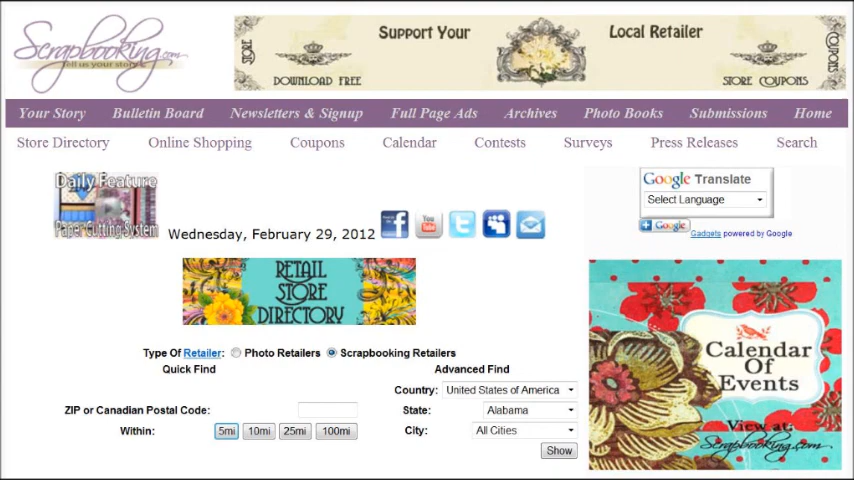 Scrapbooking.com
Tell us your story
Support Your Local Retailer
STORE
DOWNLOAD FREE
STORE COUPONS
COUPONS
Your Story Bulletin Board Newsletters & Signup Full Page Ads Archives Photo Books Submissions Home
Store Directory Online Shopping Coupons Calendar Contests Surveys Press Releases Search
Daily Feature
Paper Cutting System
Wednesday, February 29, 2012
You
Tube
Google Translate
Select Language
Google
Gadgets powered by Google
RETAIL
STORE
DIRECTORY
Type Of Retailer: Photo Retailers Scrapbooking Retailers
Quick Find Advanced Find
Country: United States of America
ZIP or Canadian Postal Code: State: Alabama
Within: 5mi 10mi 25mi 100mi City: All Cities
Show
Calendar
Of
Events
View at:
Scrapbooking.com